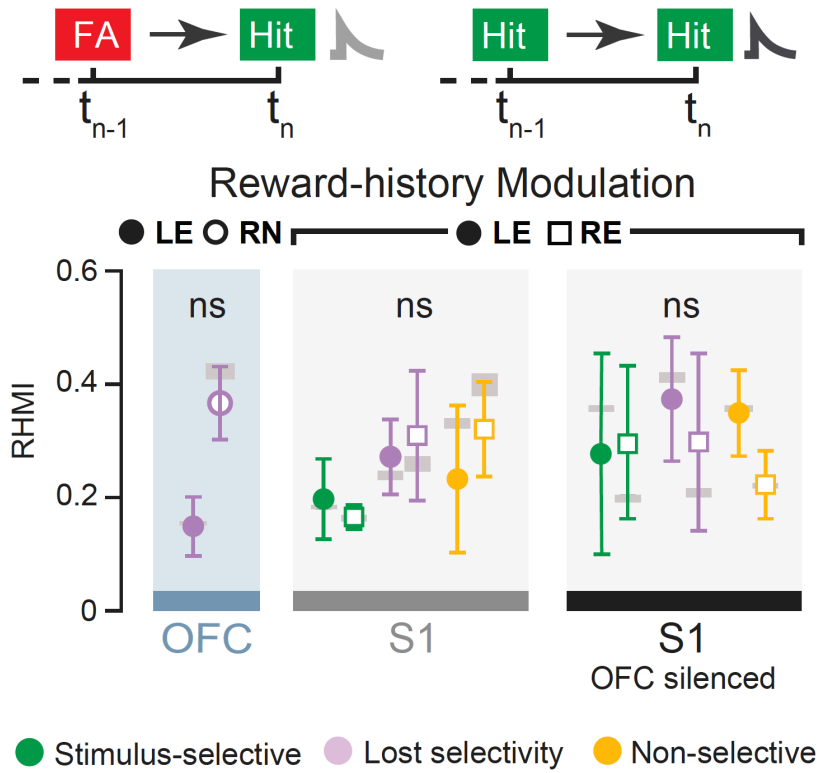 FA Hit Hit Hit
tn-1 tn tn-1 tn
Reward-history Modulation
LE RN LE RE
0.6
ns ns ns
0.4
RHMI
0.2
0
OFC S1 S1
OFC silenced
Stimulus-selective Lost selectivity Non-selective